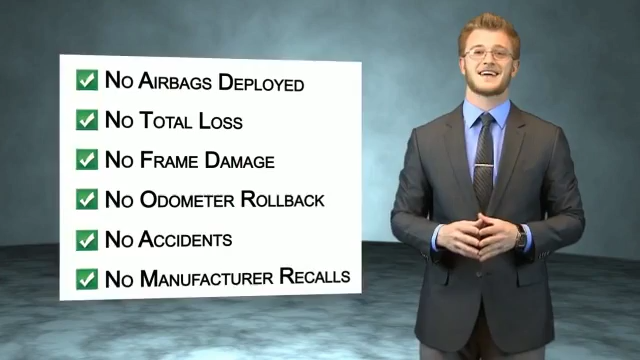 No Airbags Deployed
No Total Loss
No Frame Damage
No Odometer Rollback
No Accidents
No Manufacturer Recalls